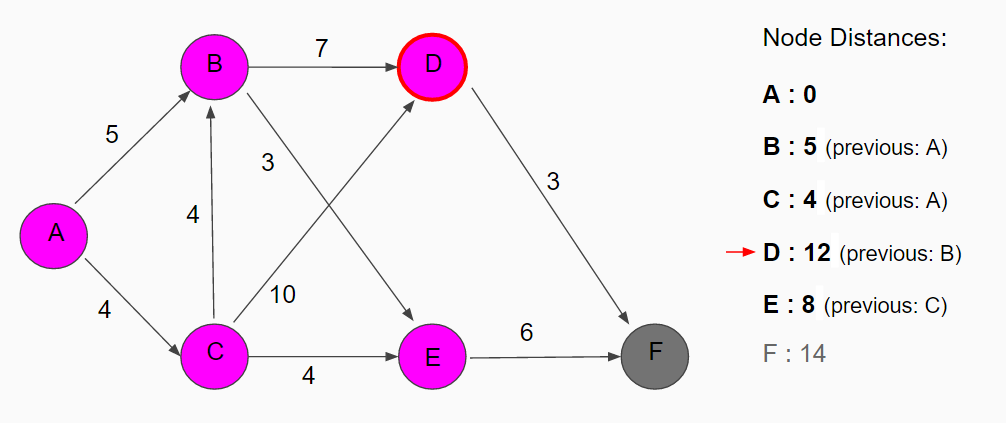 Node Distances:
A : 0
B : 5 (previous: A)
C : 4 (previous: A)
D : 12 (previous: B)
E : 8 (previous: C)
F : 14
B
7
D
5
3
3
A
4
4
10
C
4
E
6
F